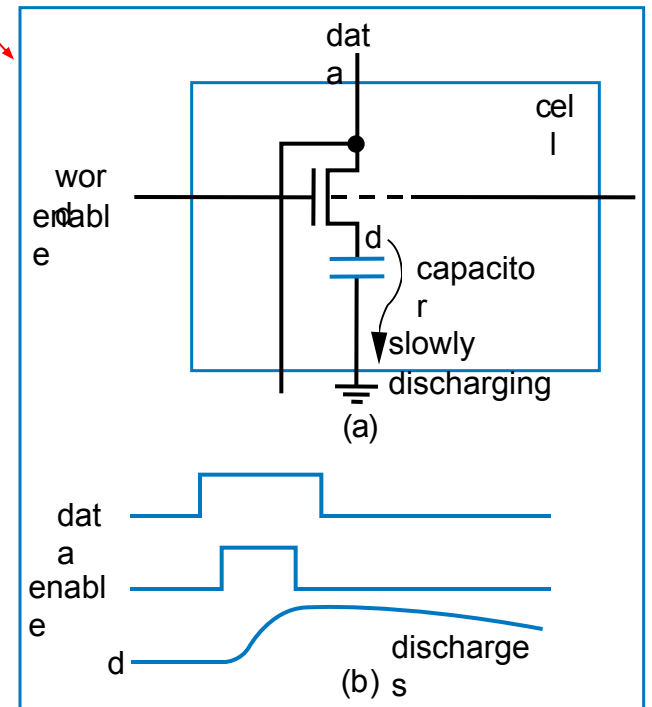 dat
a
cel
l
wor
d
enabl
e
d
capacito
r
slowly
discharging
(a)
dat
a
enabl
e
d
discharge
s
(b)